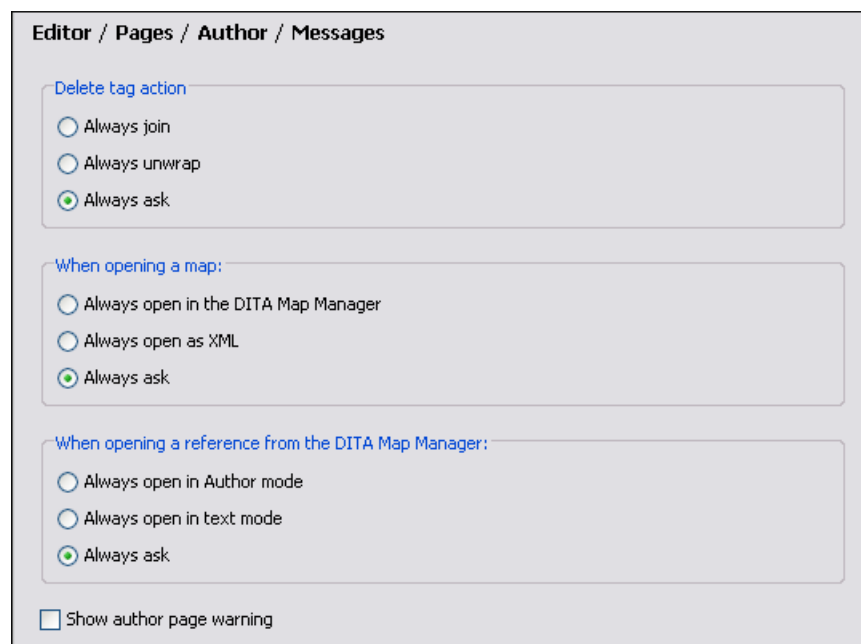 Editor / Pages / Author / Messages
Delete tag action
Always join
Always unwrap
Always ask
When opening a map:
Always open in the DITA Map Manager
Always open as XML
Always ask
When opening a reference from the DITA Map Manager:
Always open in Author mode
Always open in text mode
Always ask
Show author page warning